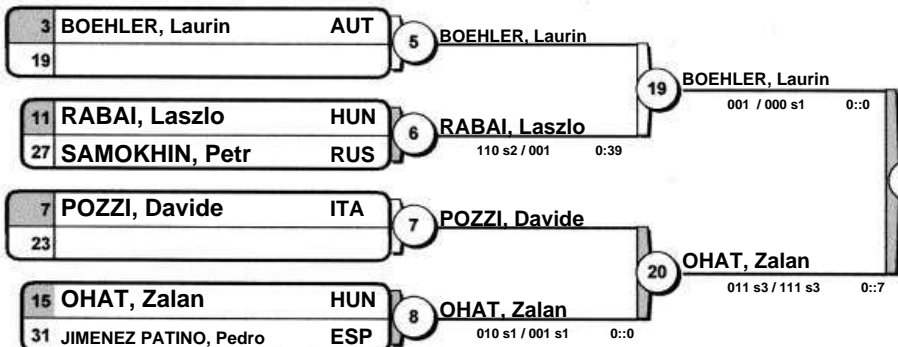 3 BOEHLER, Laurin AUT
19
5 BOEHLER, Laurin
19 BOEHLER, Laurin
001 / 000 s1 0::0
11 RABAI, Laszlo HUN
27 SAMOKHIN, Petr RUS
6 RABAI, Laszlo
110 s2 / 001 0:39
7 POZZI, Davide ITA
23
7 POZZI, Davide
20 OHAT, Zalan
011 s3 / 111 s3 0::7
15 OHAT, Zalan HUN
31 JIMENEZ PATINO, Pedro ESP
8 OHAT, Zalan
010 s1 / 001 s1 0::0